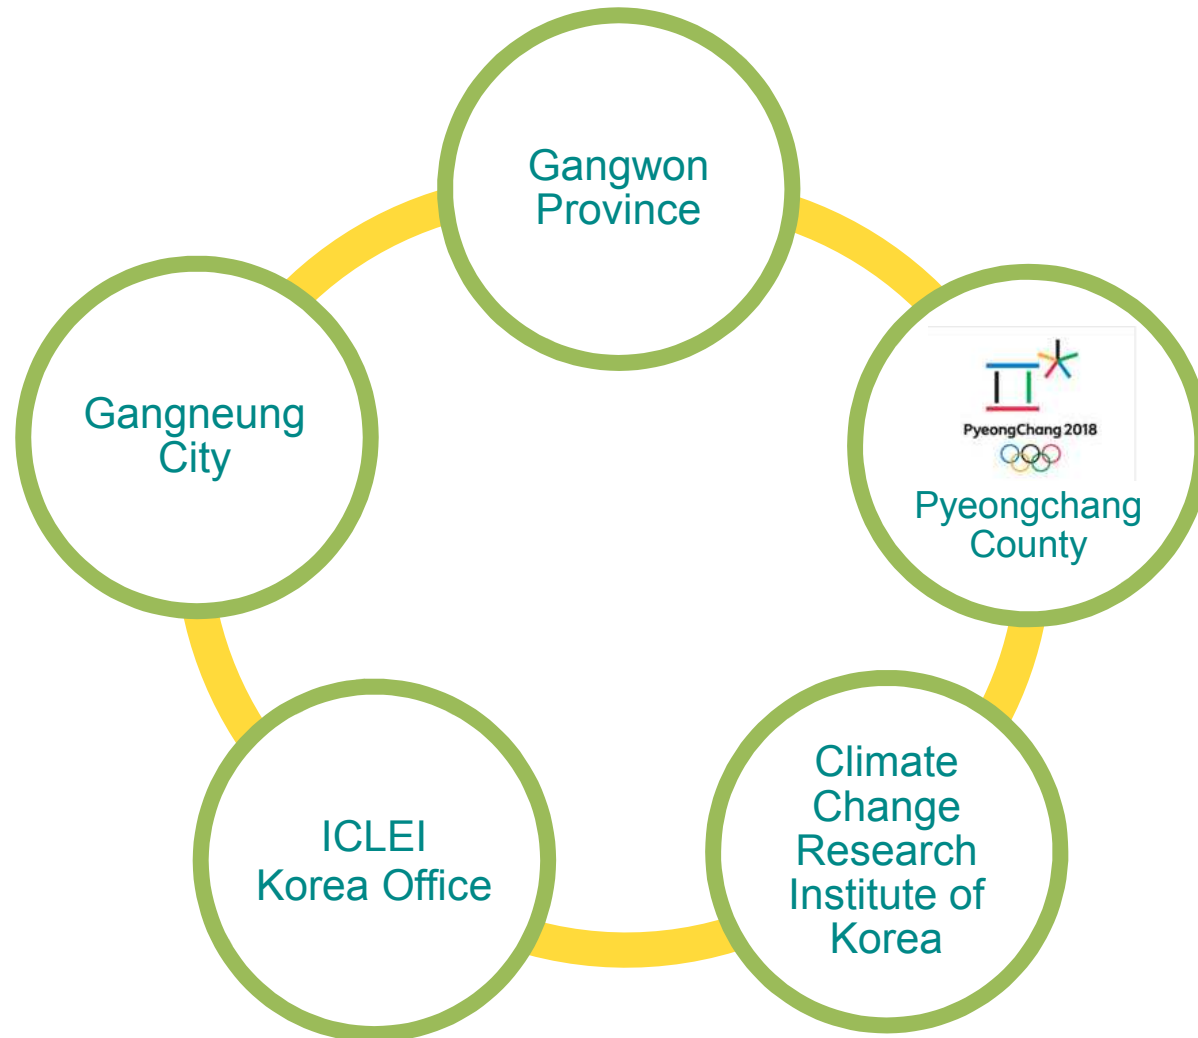 Gangwon
Province
PyeongChang 2018
Pyeongchang
County
Climate
Change
Research
Institute of
Korea
ICLEI
Korea Office
Gangneung
City